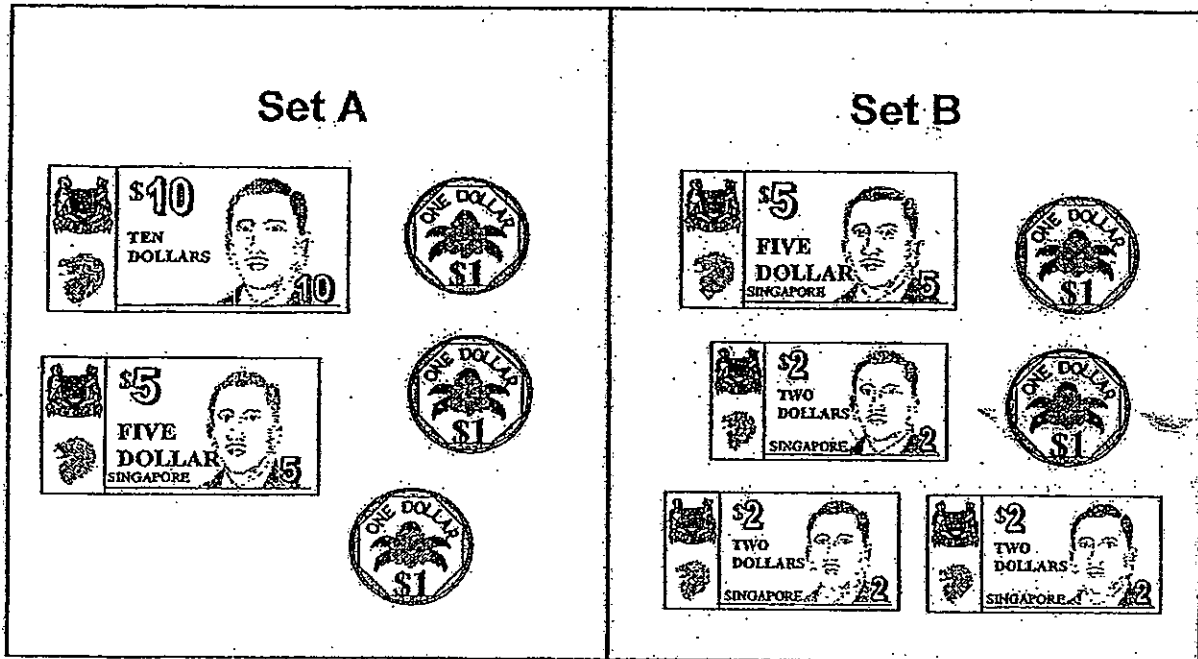 Set A
$10
TEN
DOLLARS
10
ONE DOLLAR
$1
$5
FIVE
DOLLAR
SINGAPORE
5
ONE DOLLAR
$1
ONE DOLLAR
$1
Set B
$5
FIVE
DOLLAR
SINGAPORE
5
ONE DOLLAR
$1
$2
TWO
DOLLARS
SINGAPORE
2
ONE DOLLAR
$1
$2
TWO
DOLLARS
SINGAPORE
2
$2
TWO
DOLLARS
SINGAPORE
2